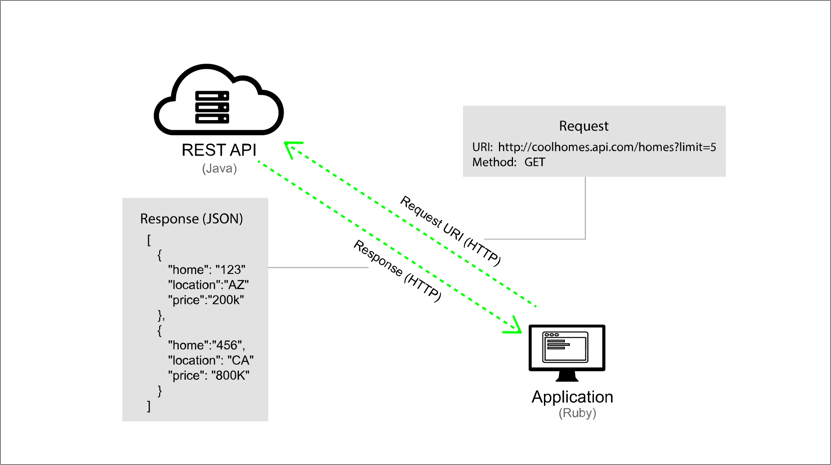 REST API
(Java)
Request
URI: http://coolhomes.api.com/homes?limit=5
Method: GET
Request URI (HTTP)
Response (HTTP)
Response (JSON)
[
{
"home": "123"
"location":"AZ"
"price":"200k"
},
{
"home":"456",
"location": "CA"
"price": "800K"
}
]
Application
(Ruby)